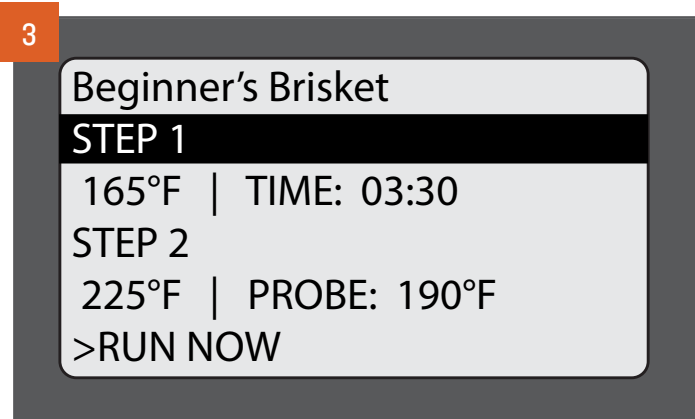 3
Beginner’s Brisket
STEP 1
165°F | TIME: 03:30
STEP 2
225°F | PROBE: 190°F
>RUN NOW